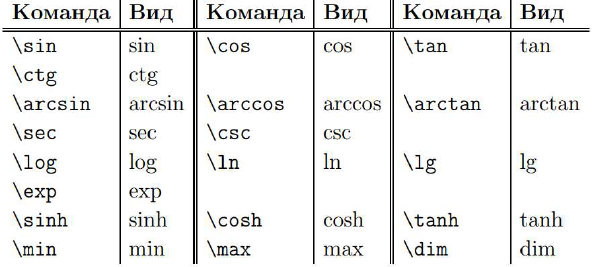 Команда Вид Команда Вид Команда Вид
\sin sin \cos cos \tan tan
\ctg ctg
\arcsin arcsin \arccos arccos \arctan arctan
\sec sec \csc csc
\log log \ln ln \lg lg
\exp exp
\sinh sinh \cosh cosh \tanh tanh
\min min \max max \dim dim